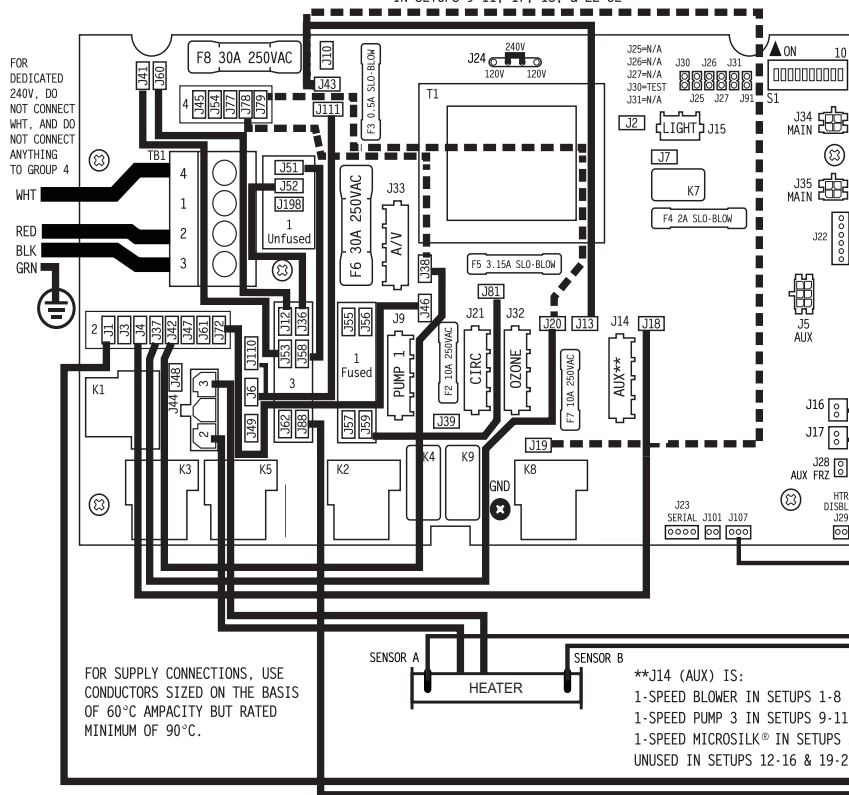 IN SETUPS 9-11, 17, 18, & 22-32
F8 30A 250VAC
J10
J41
J60
J43
F3 0.5A SLO-BLOW
J24
240V
120V
120V
J25=N/A
J26=N/A
J27=N/A
J30=TEST
J31=N/A
J30 J26 J31
J25 J27 J91
ON
10
S1
FOR
DEDICATED
240V, DO
NOT CONNECT
WHT, AND DO
NOT CONNECT
ANYTHING
TO GROUP 4
4
J45
J54
J77
J78
J79
J111
T1
J2
LIGHT
J15
J34
MAIN
J7
K7
J35
MAIN
F4 2A SLO-BLOW
J22
TB1
4
1
2
3
WHT
RED
BLK
GRN
J51
J52
J198
1
Unfused
F6 30A 250VAC
J33
A/V
J38
F5 3.15A SLO-BLOW
J81
J46
J5
AUX
2
J1
J3
J4
J37
J42
J47
J61
J72
J12
J36
J53
J58
3
J62
J88
J110
J6
J49
J55
J56
1
Fused
J57
J59
J9
PUMP 1
F2 10A 250VAC
J21
CIRC
J32
OZONE
J20
J13
J14
AUX**
J18
F7 10A 250VAC
J39
J19
K1
J48
J44
3
2
K3
K5
K2
K4
K9
K8
GND
J16
J17
J28
AUX FRZ
HTR
DISBL
J29
J23
SERIAL
J101
J107
SENSOR A
SENSOR B
HEATER
FOR SUPPLY CONNECTIONS, USE
CONDUCTORS SIZED ON THE BASIS
OF 60°C AMPACITY BUT RATED
MINIMUM OF 90°C.
**J14 (AUX) IS:
1-SPEED BLOWER IN SETUPS 1-8
1-SPEED PUMP 3 IN SETUPS 9-11
1-SPEED MICROSILK® IN SETUPS
UNUSED IN SETUPS 12-16 & 19-2